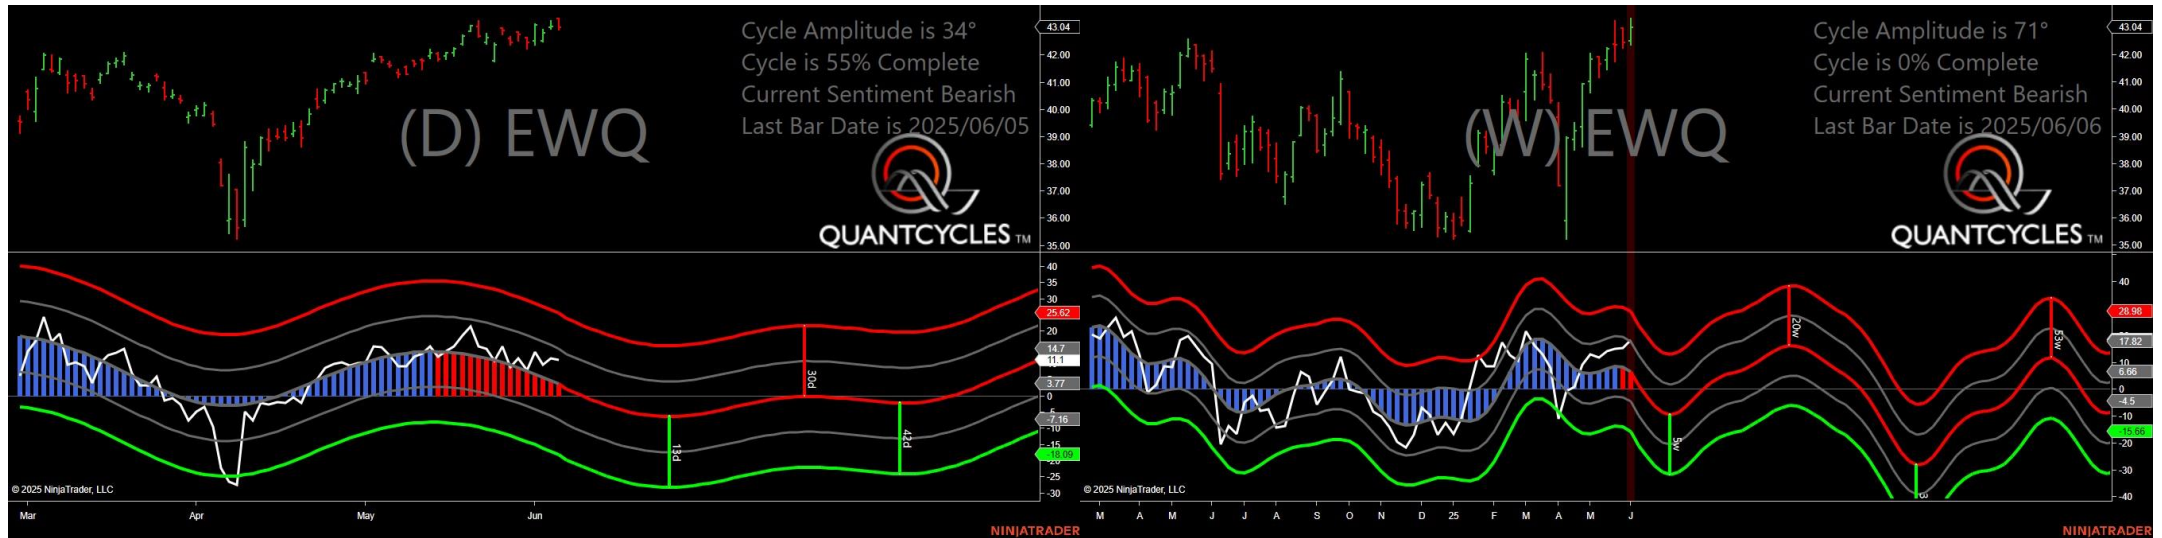 Cycle Amplitude is 34°
Cycle is 55% Complete
Current Sentiment Bearish
Last Bar Date is 2025/06/05
(D) EWQ
QUANTCYCLES TM
43.04
42.00
41.00
40.00
39.00
38.00
37.00
36.00
35.00
40
35
30
25.62
20
14.7
11.1
3.77
0
-7.16
-10
-15
-18.09
-25
-30
30d
13d
42d
© 2025 NinjaTrader, LLC
Mar Apr May Jun
NINJATRADER
Cycle Amplitude is 71°
Cycle is 0% Complete
Current Sentiment Bearish
Last Bar Date is 2025/06/06
(W) EWQ
QUANTCYCLES TM
43.04
42.00
41.00
40.00
39.00
38.00
37.00
36.00
35.00
40
28.98
17.82
10
6.66
0
-4.5
-10
-15.66
-20
-30
-40
20w
53w
5w
© 2025 NinjaTrader, LLC
M A M J J A S O N D 25 F M A M J
NINJATRADER